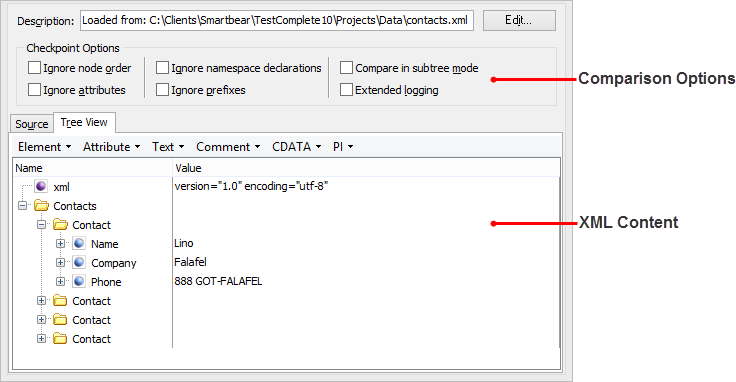 Description: Loaded from: C:\Clients\Smartbear\TestComplete10\Projects\Data\contacts.xml Edit...
Checkpoint Options
Ignore node order Ignore namespace declarations Compare in subtree mode
Comparison Options
Ignore attributes Ignore prefixes Extended logging
Source Tree View
Element Attribute Text Comment CDATA PI
Name Value
xml version="1.0" encoding="utf-8"
Contacts
Contact
XML Content
Name Lino
Company Falafel
Phone 888 GOT-FALAFEL
Contact
Contact
Contact